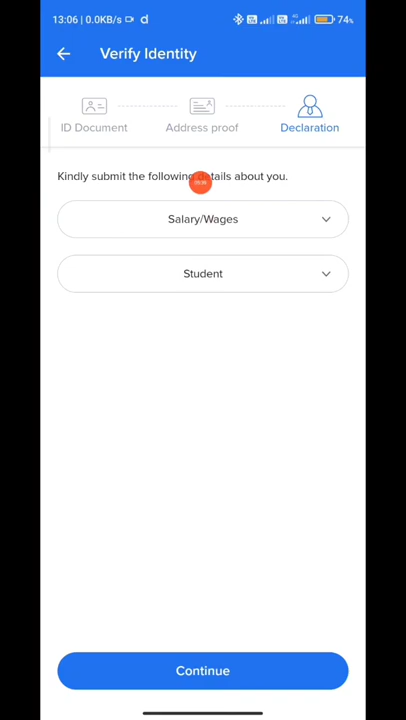 13:06 | 0.0KB/s
74%
Verify Identity
ID Document
Address proof
Declaration
Kindly submit the following details about you.
Salary/Wages
Student
Continue